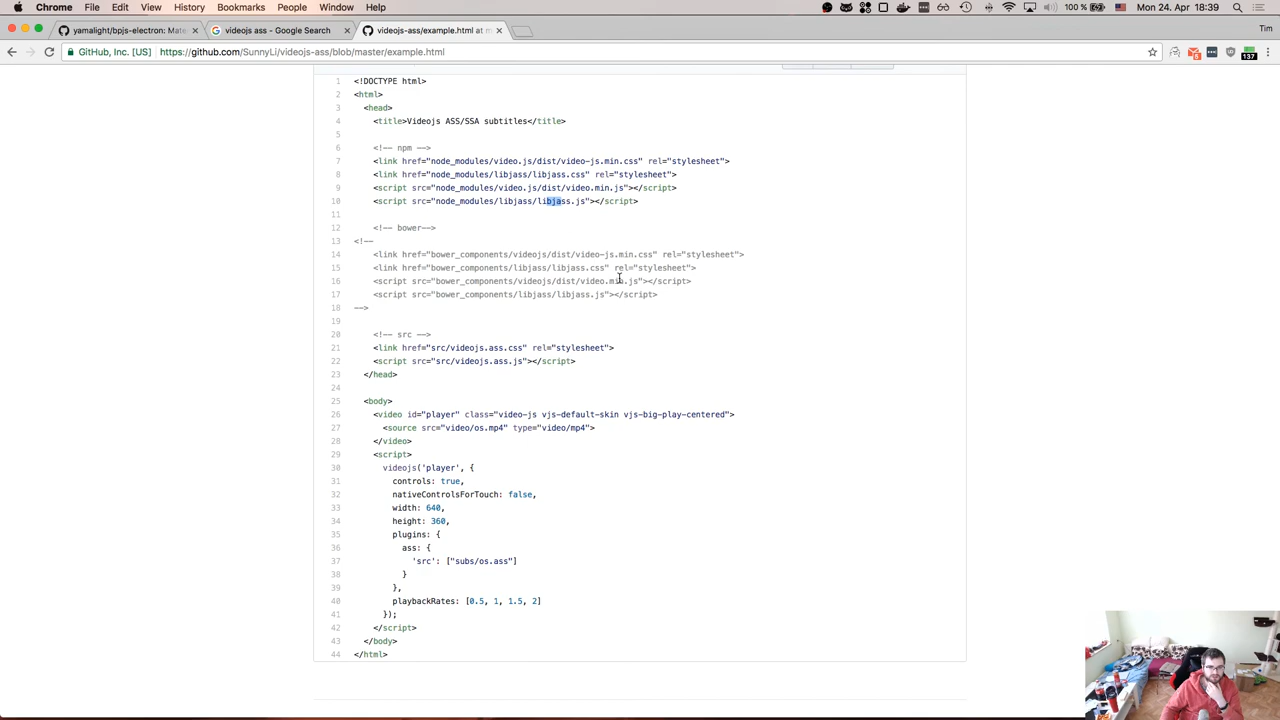 Chrome File Edit View History Bookmarks People Window Help
100 % Mon 24. Apr 18:39
yamalight/bpjs-electron: Mate × videojs ass - Google Search × videojs-ass/example.html at m × Tim
GitHub, Inc. [US] https://github.com/SunnyLi/videojs-ass/blob/master/example.html
137
1 <!DOCTYPE html>
2 <html>
3 <head>
4 <title>Videojs ASS/SSA subtitles</title>
5
6 <!-- npm -->
7 <link href="node_modules/video.js/dist/video-js.min.css" rel="stylesheet">
8 <link href="node_modules/libjass/libjass.css" rel="stylesheet">
9 <script src="node_modules/video.js/dist/video.min.js"></script>
10 <script src="node_modules/libjass/libjass.js"></script>
11
12 <!-- bower-->
13 <!--
14 <link href="bower_components/videojs/dist/video-js.min.css" rel="stylesheet">
15 <link href="bower_components/libjass/libjass.css" rel="stylesheet">
16 <script src="bower_components/videojs/dist/video.min.js"></script>
17 <script src="bower_components/libjass/libjass.js"></script>
18 -->
19
20 <!-- src -->
21 <link href="src/videojs.ass.css" rel="stylesheet">
22 <script src="src/videojs.ass.js"></script>
23 </head>
24
25 <body>
26 <video id="player" class="video-js vjs-default-skin vjs-big-play-centered">
27 <source src="video/os.mp4" type="video/mp4">
28 </video>
29 <script>
30 videojs('player', {
31 controls: true,
32 nativeControlsForTouch: false,
33 width: 640,
34 height: 360,
35 plugins: {
36 ass: {
37 'src': ["subs/os.ass"]
38 }
39 },
40 playbackRates: [0.5, 1, 1.5, 2]
41 });
42 </script>
43 </body>
44 </html>